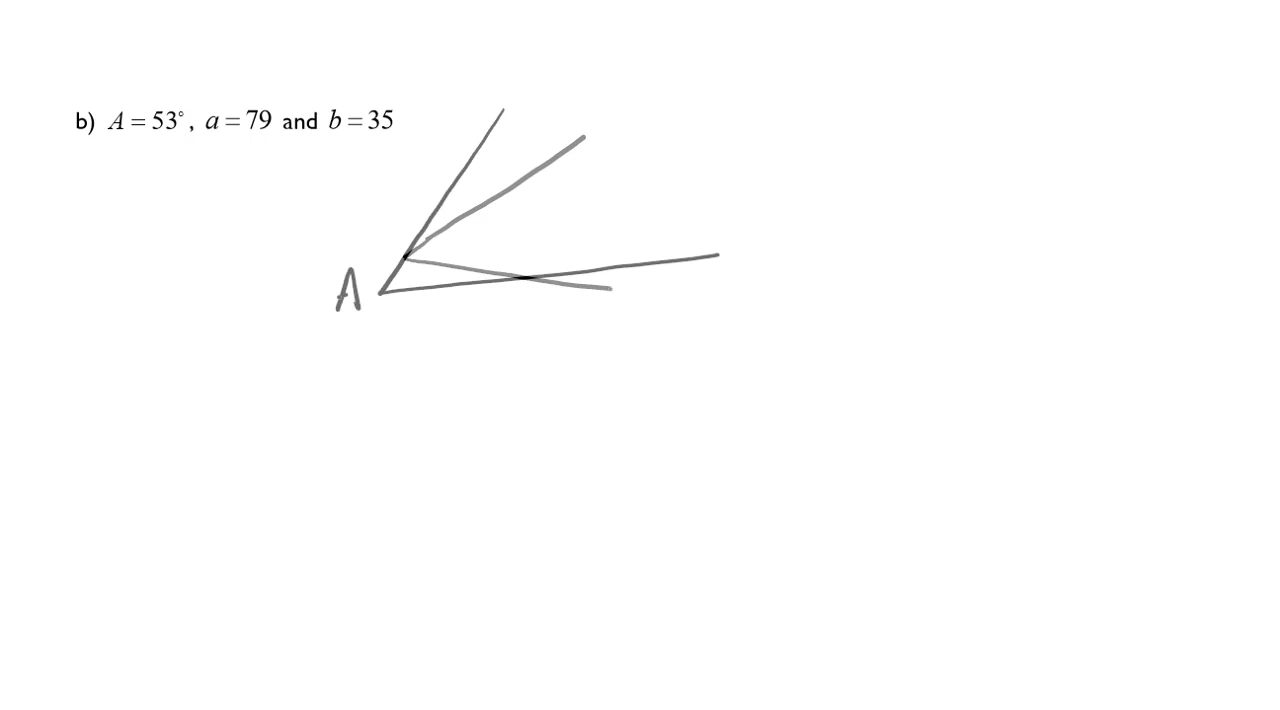 b) A = 53°, a = 79 and b = 35
A